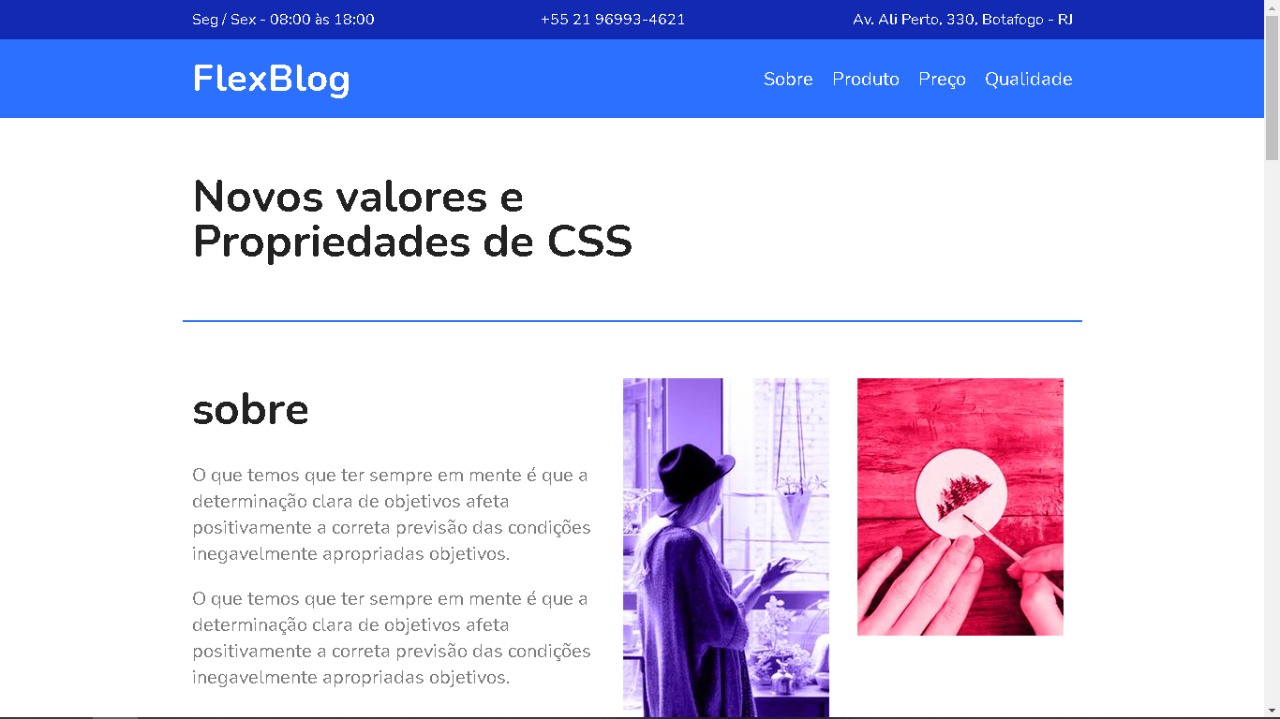 Seg / Sex - 08:00 às 18:00
+55 21 96993-4621
Av. Ali Perto, 330, Botafogo - RJ
FlexBlog
Sobre Produto Preço Qualidade
Novos valores e
Propriedades de CSS
sobre
O que temos que ter sempre em mente é que a
determinação clara de objetivos afeta
positivamente a correta previsão das condições
inegavelmente apropriadas objetivos.
O que temos que ter sempre em mente é que a
determinação clara de objetivos afeta
positivamente a correta previsão das condições
inegavelmente apropriadas objetivos.